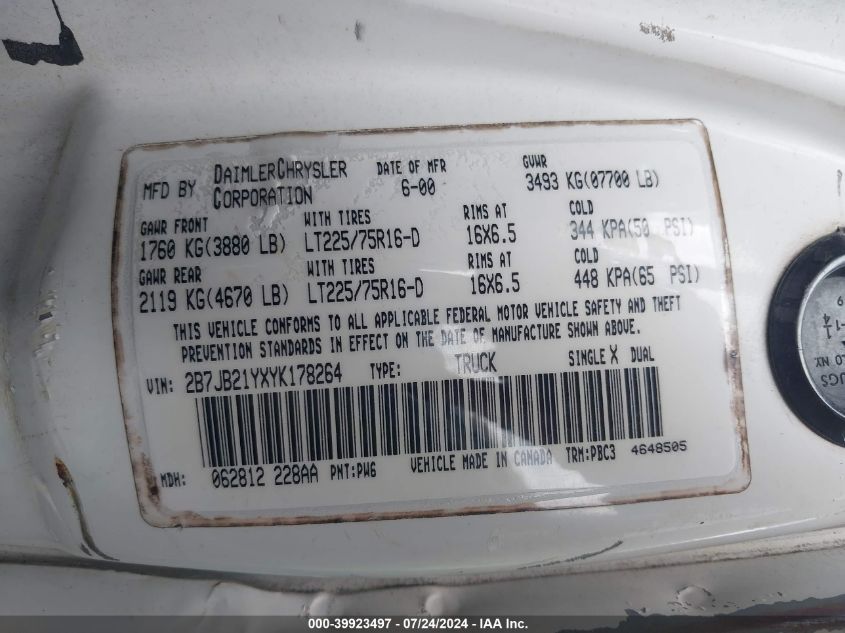 MFD BY DAIMLERCHRYSLER CORPORATION DATE OF MFR 6-00 GVWR 3493 KG(07700 LB)
GAWR FRONT WITH TIRES RIMS AT COLD
1760 KG(3880 LB) LT225/75R16-D 16X6.5 344 KPA(50 PSI)
GAWR REAR WITH TIRES RIMS AT COLD
2119 KG(4670 LB) LT225/75R16-D 16X6.5 448 KPA(65 PSI)
THIS VEHICLE CONFORMS TO ALL APPLICABLE FEDERAL MOTOR VEHICLE SAFETY AND THEFT
PREVENTION STANDARDS IN EFFECT ON THE DATE OF MANUFACTURE SHOWN ABOVE.
VIN: 2B7JB21YXYK178264 TYPE: TRUCK SINGLE X DUAL
MDH: 062812 228AA PNT:PW6 VEHICLE MADE IN CANADA TRM:PBC3 4648505
000-39923497 - 07/24/2024 - IAA Inc.